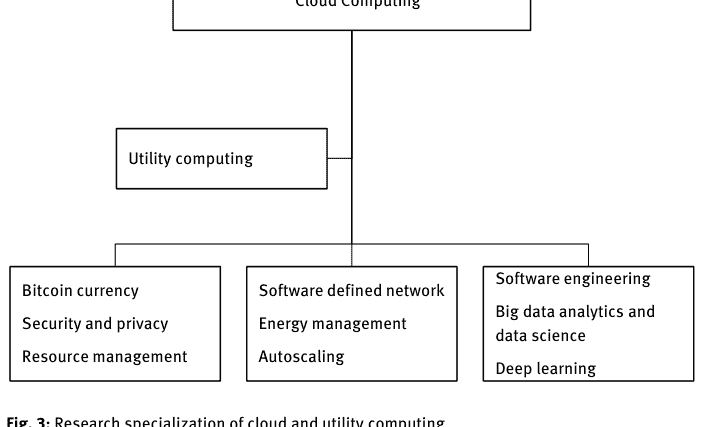 Cloud Computing
Utility computing
Bitcoin currency
Security and privacy
Resource management
Software defined network
Energy management
Autoscaling
Software engineering
Big data analytics and
data science
Deep learning
Fig. 3: Research specialization of cloud and utility computing